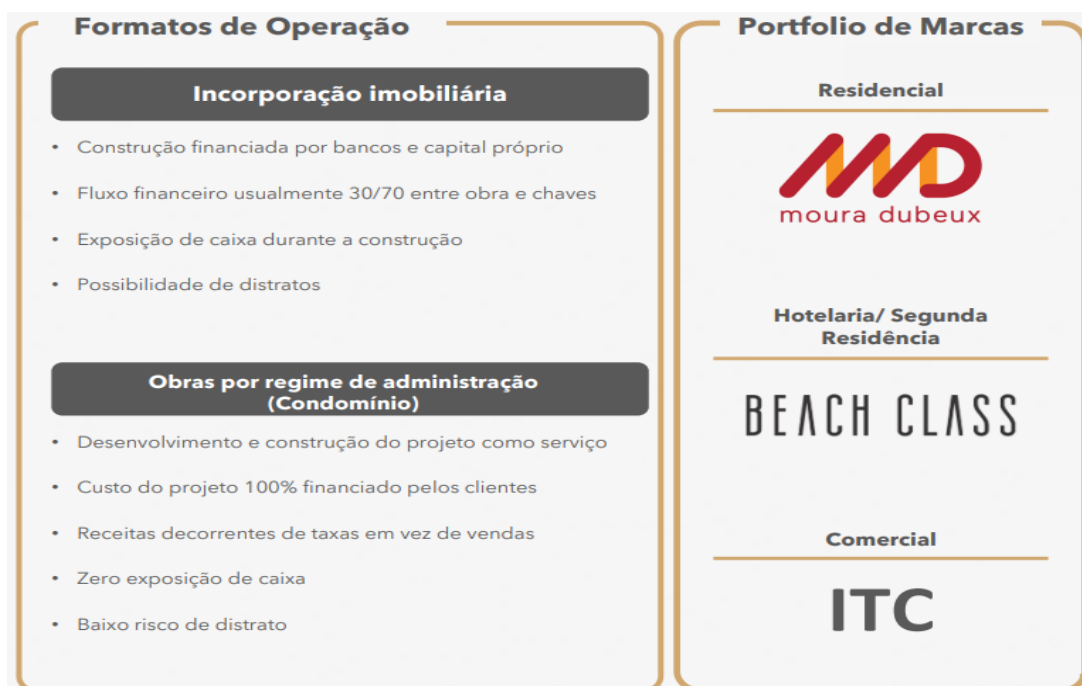 Formatos de Operação
Incorporação imobiliária
• Construção financiada por bancos e capital próprio
• Fluxo financeiro usualmente 30/70 entre obra e chaves
• Exposição de caixa durante a construção
• Possibilidade de distratos
Obras por regime de administração
(Condomínio)
• Desenvolvimento e construção do projeto como serviço
• Custo do projeto 100% financiado pelos clientes
• Receitas decorrentes de taxas em vez de vendas
• Zero exposição de caixa
• Baixo risco de distrato
Portfolio de Marcas
Residencial
MD
moura dubeux
Hotelaria/ Segunda
Residência
BEACH CLASS
Comercial
ITC